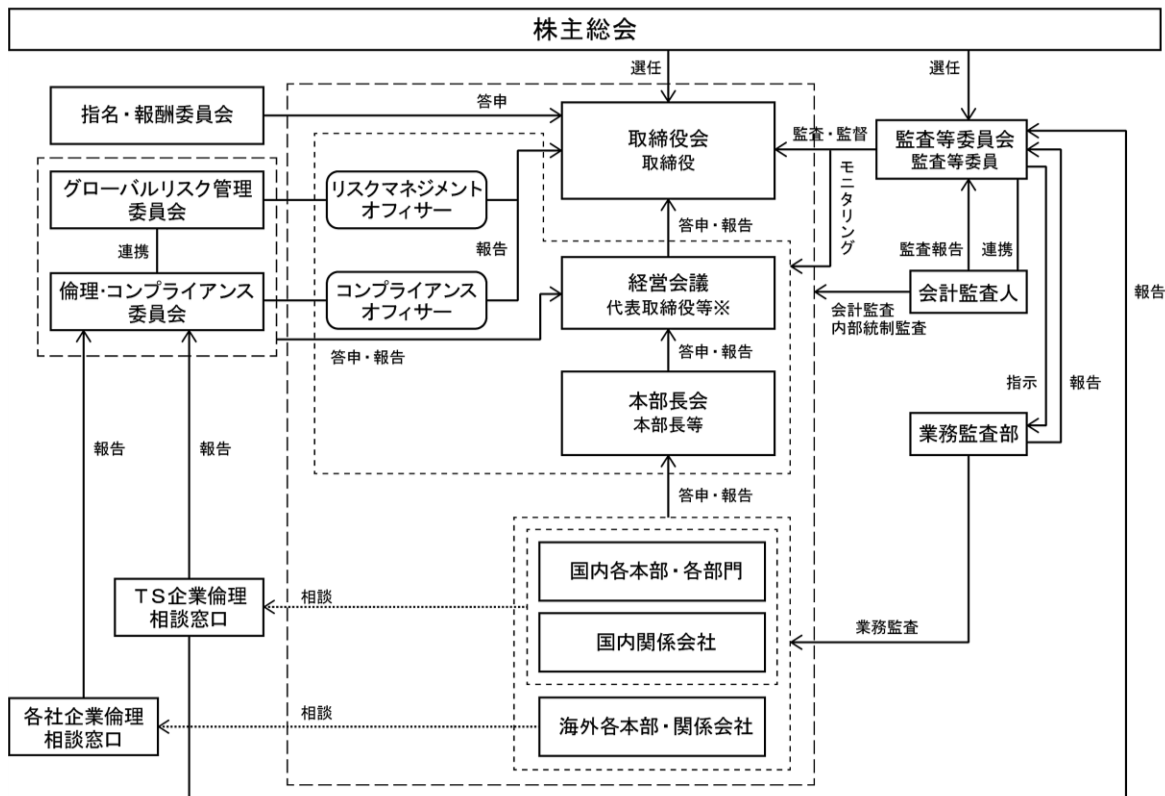 株主総会
選任
選任
指名・報酬委員会
答申
取締役会
取締役
監査・監督
監査等委員会
監査等委員
モニタリング
グローバルリスク管理
委員会
リスクマネジメント
オフィサー
連携
報告
答申・報告
監査報告
連携
倫理・コンプライアンス
委員会
コンプライアンス
オフィサー
経営会議
代表取締役等※
会計監査人
会計監査
内部統制監査
報告
答申・報告
答申・報告
指示
報告
本部長会
本部長等
業務監査部
報告
報告
答申・報告
国内各本部・各部門
TS企業倫理
相談窓口
相談
国内関係会社
業務監査
各社企業倫理
相談窓口
相談
海外各本部・関係会社